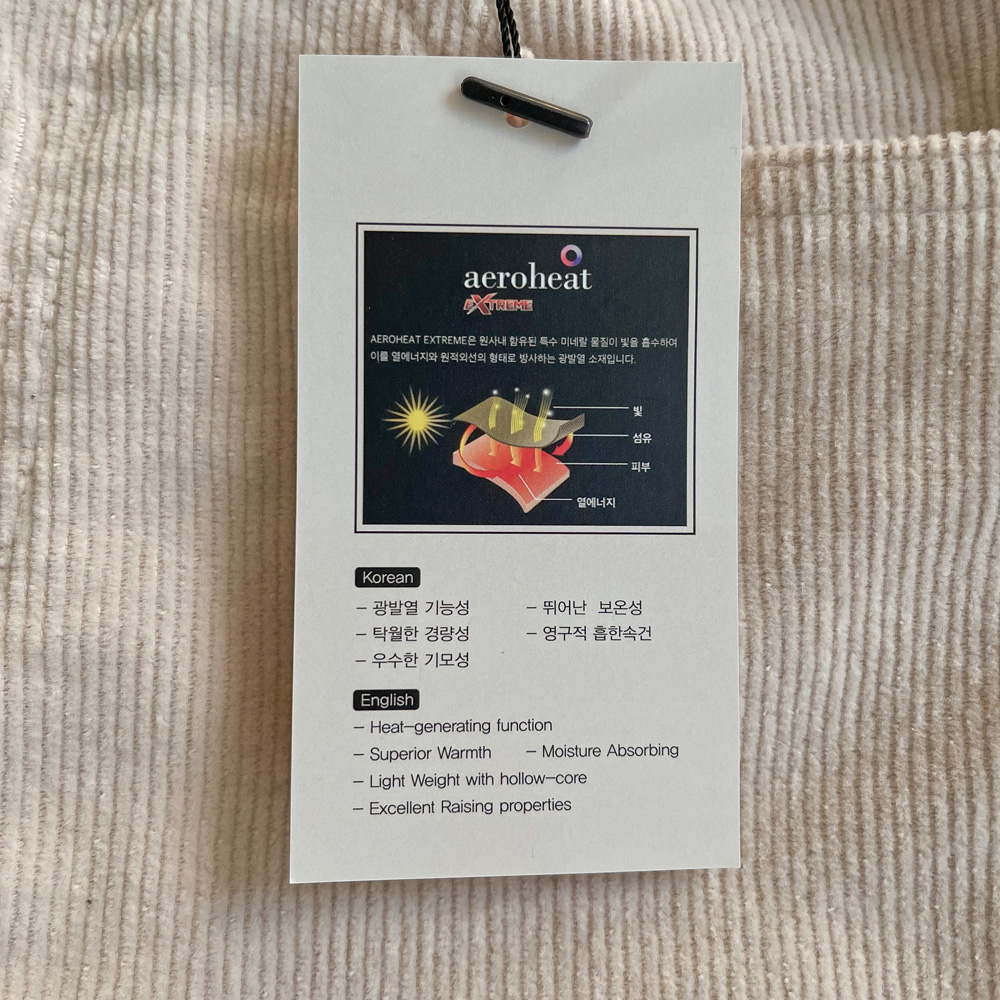 aeroheat
EXTREME
AEROHEAT EXTREME은 원사내 함유된 특수 미네랄 물질이 빛을 흡수하여
이를 열에너지와 원적외선의 형태로 방사하는 광발열 소재입니다.
빛
섬유
피부
열에너지
Korean
– 광발열 기능성 – 뛰어난 보온성
– 탁월한 경량성 – 영구적 흡한속건
– 우수한 기모성
English
– Heat–generating function
– Superior Warmth – Moisture Absorbing
– Light Weight with hollow–core
– Excellent Raising properties